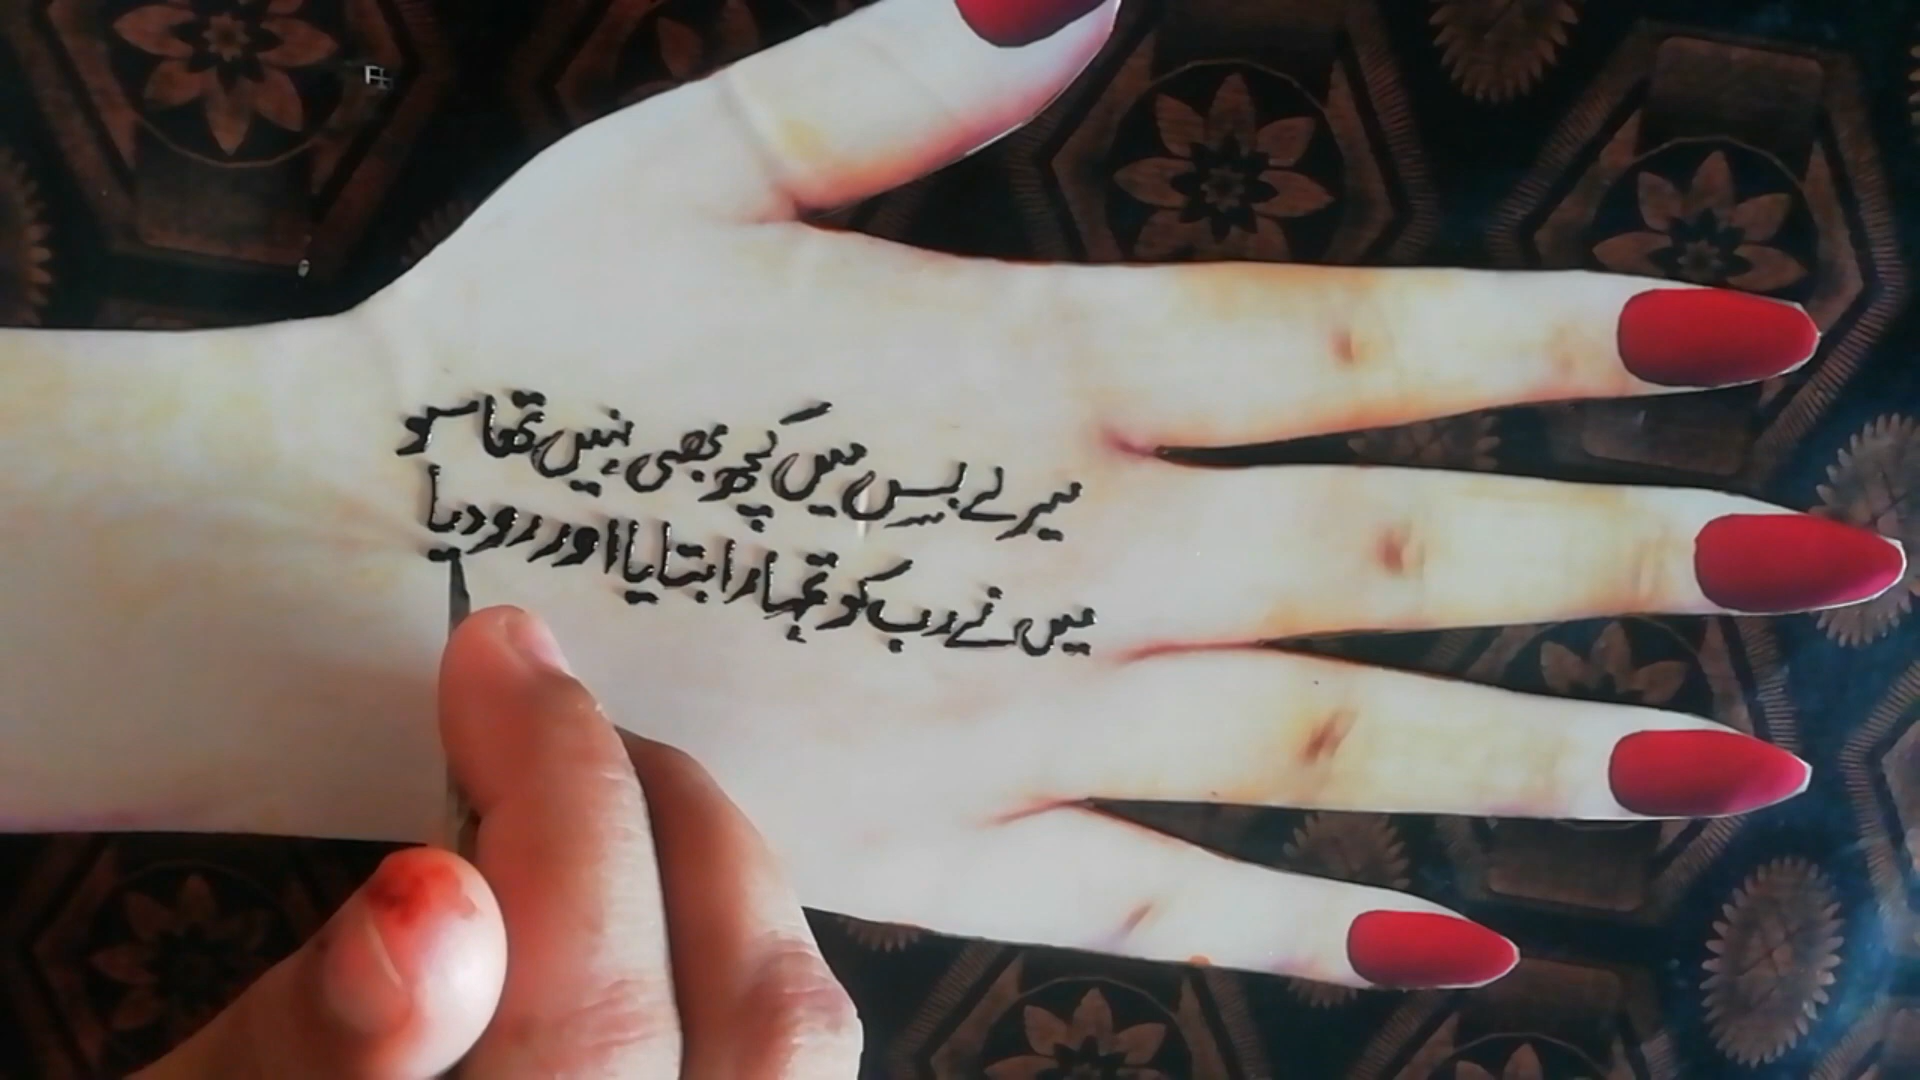 میرے بس میں کچھ بھی نہیں تھا سو
میں نے رب کو تمہارا بتایا اور رو دیا